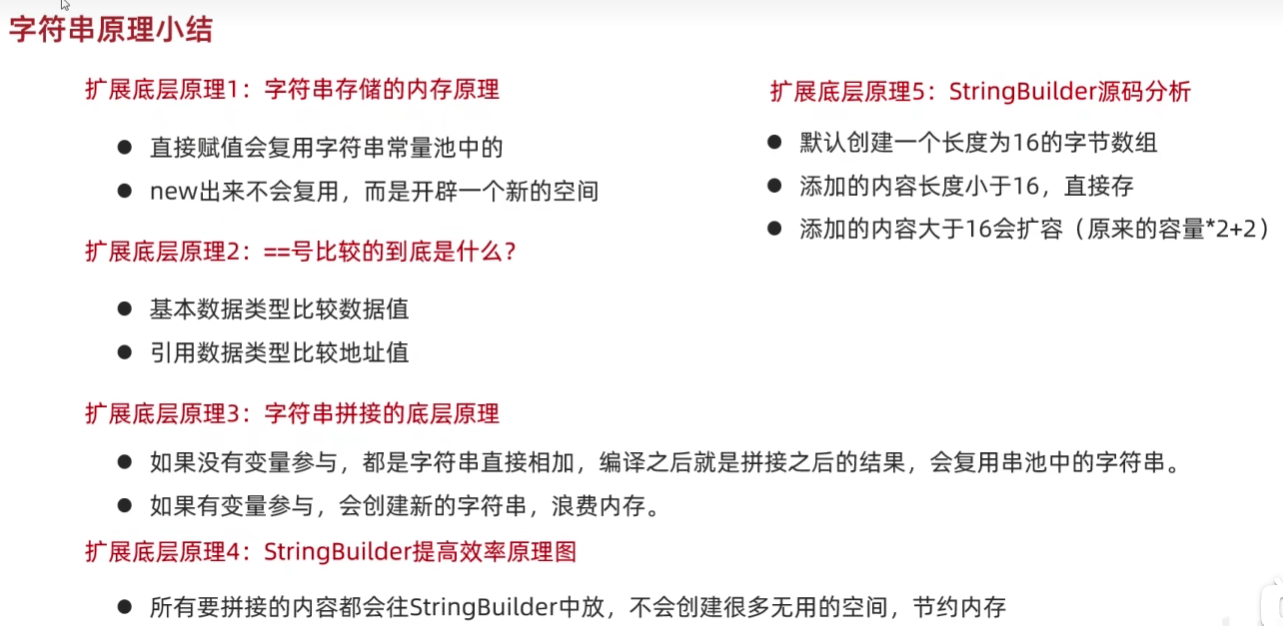 字符串原理小结
扩展底层原理1：字符串存储的内存原理
直接赋值会复用字符串常量池中的
new出来不会复用，而是开辟一个新的空间
扩展底层原理2：==号比较的到底是什么？
基本数据类型比较数据值
引用数据类型比较地址值
扩展底层原理3：字符串拼接的底层原理
如果没有变量参与，都是字符串直接相加，编译之后就是拼接之后的结果，会复用串池中的字符串。
如果有变量参与，会创建新的字符串，浪费内存。
扩展底层原理4：StringBuilder提高效率原理图
所有要拼接的内容都会往StringBuilder中放，不会创建很多无用的空间，节约内存
扩展底层原理5：StringBuilder源码分析
默认创建一个长度为16的字节数组
添加的内容长度小于16，直接存
添加的内容大于16会扩容（原来的容量*2+2）